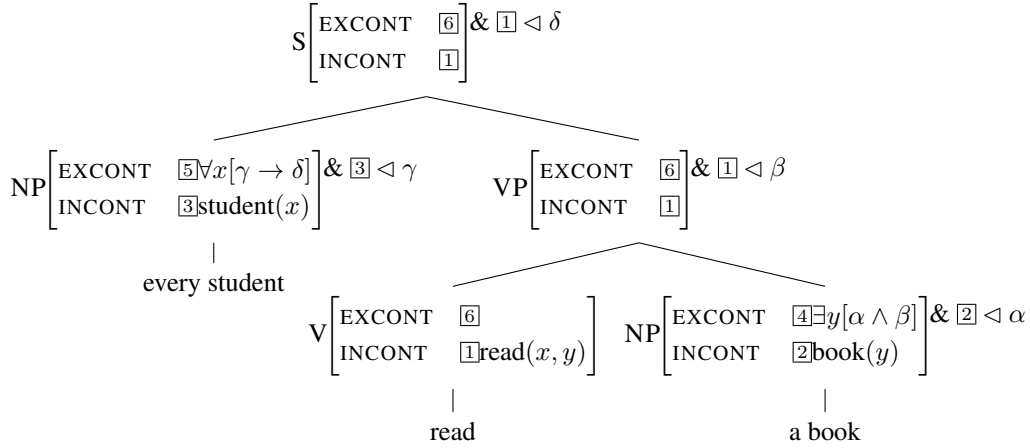 S[EXCONT 6 & 1 ◁ δ
INCONT 1]
NP[EXCONT 5∀x[γ → δ] & 3 ◁ γ VP[EXCONT 6 & 1 ◁ β
INCONT 3student(x)] INCONT 1]
every student
V[EXCONT 6 NP[EXCONT 4∃y[α ∧ β] & 2 ◁ α
INCONT 1read(x, y)] INCONT 2book(y)]
read a book